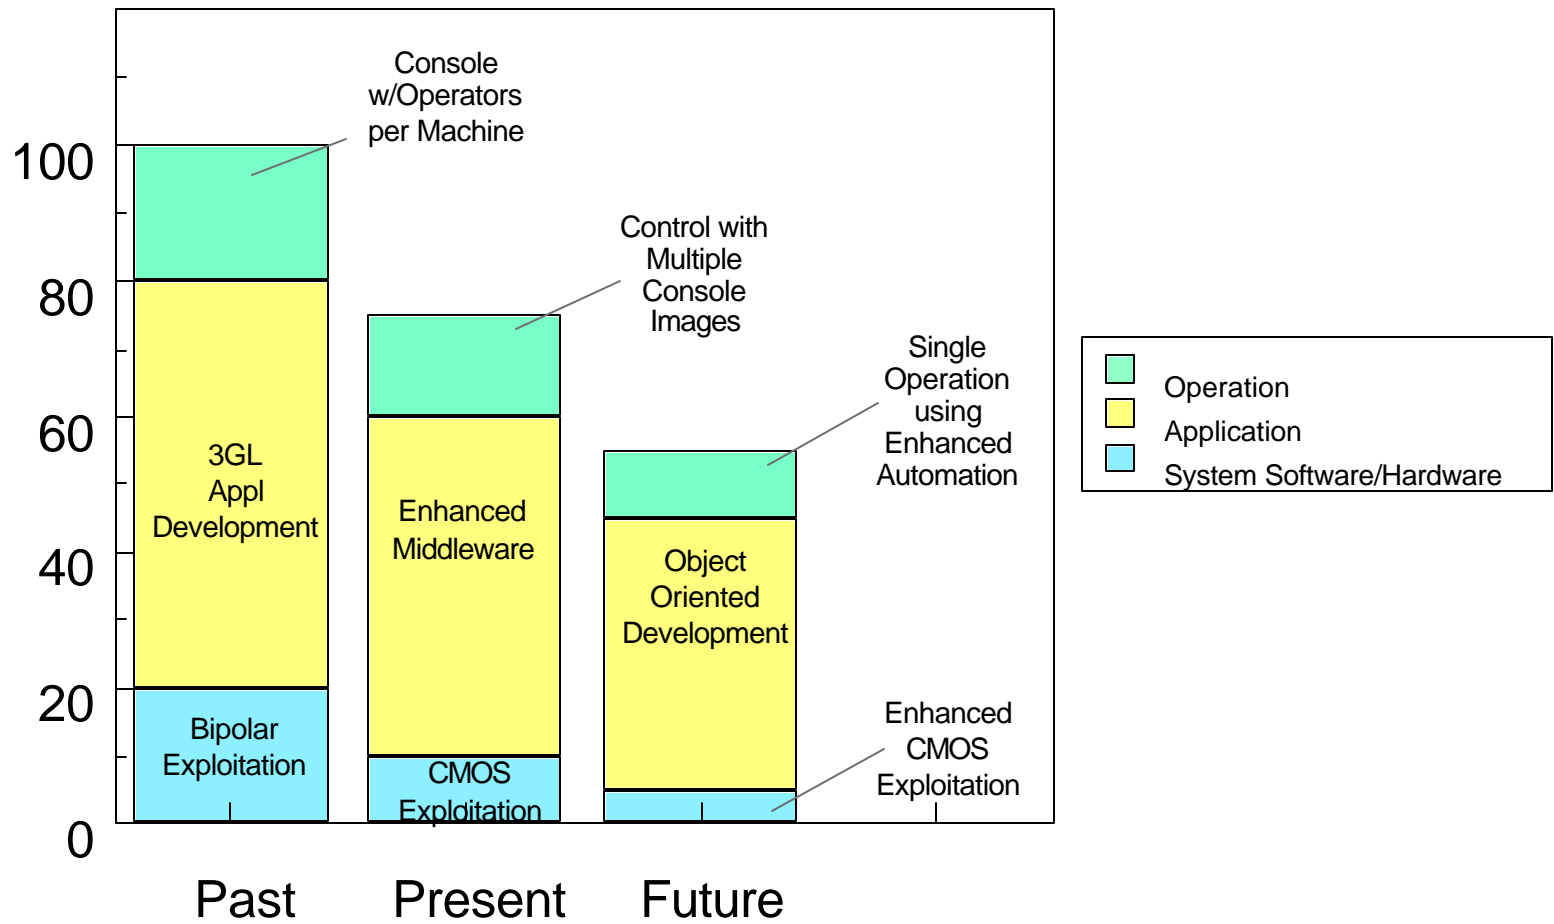 Console
w/Operators
per Machine
Control with
Multiple
Console
Images
Single
Operation
using
Enhanced
Automation
100
80
60
40
20
0
3GL
Appl
Development
Bipolar
Exploitation
Enhanced
Middleware
CMOS
Exploitation
Object
Oriented
Development
Enhanced
CMOS
Exploitation
Past
Present
Future
Operation
Application
System Software/Hardware